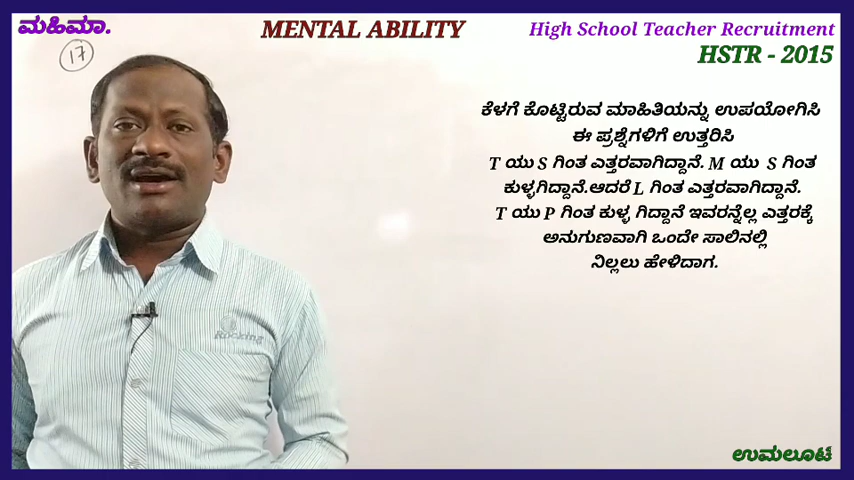 ಮಹಿಮಾ.
17
MENTAL ABILITY
High School Teacher Recruitment
HSTR - 2015
ಕೆಳಗೆ ಕೊಟ್ಟಿರುವ ಮಾಹಿತಿಯನ್ನು ಉಪಯೋಗಿಸಿ
ಈ ಪ್ರಶ್ನೆಗಳಿಗೆ ಉತ್ತರಿಸಿ
T ಯು S ಗಿಂತ ಎತ್ತರವಾಗಿದ್ದಾನೆ. M ಯು S ಗಿಂತ
ಕುಳ್ಳಗಿದ್ದಾನೆ.ಆದರೆ L ಗಿಂತ ಎತ್ತರವಾಗಿದ್ದಾನೆ.
T ಯು P ಗಿಂತ ಕುಳ್ಳ ಗಿದ್ದಾನೆ ಇವರನ್ನೆಲ್ಲ ಎತ್ತರಕ್ಕೆ
ಅನುಗುಣವಾಗಿ ಒಂದೇ ಸಾಲಿನಲ್ಲಿ
ನಿಲ್ಲಲು ಹೇಳಿದಾಗ.
Rocking
ಉಮಲೂಟಿ